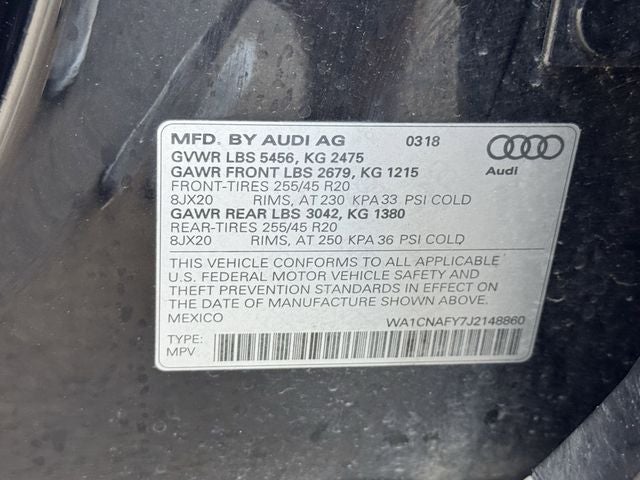 MFD. BY AUDI AG 0318
GVWR LBS 5456, KG 2475
GAWR FRONT LBS 2679, KG 1215
FRONT-TIRES 255/45 R20
8JX20 RIMS, AT 230 KPA 33 PSI COLD
GAWR REAR LBS 3042, KG 1380
REAR-TIRES 255/45 R20
8JX20 RIMS, AT 250 KPA 36 PSI COLD
Audi
THIS VEHICLE CONFORMS TO ALL APPLICABLE
U.S. FEDERAL MOTOR VEHICLE SAFETY AND
THEFT PREVENTION STANDARDS IN EFFECT ON
THE DATE OF MANUFACTURE SHOWN ABOVE.
MEXICO WA1CNAFY7J2148860
TYPE:
MPV